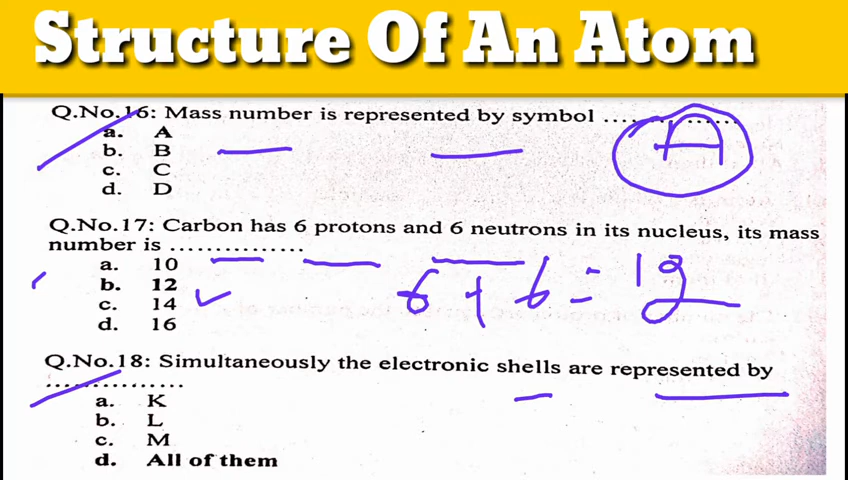 Structure Of An Atom
Q.No.16: Mass number is represented by symbol ....................
a. A
b. B
c. C
d. D
A
Q.No.17: Carbon has 6 protons and 6 neutrons in its nucleus, its mass
number is ...............
a. 10
b. 12
c. 14
d. 16
6 + 6 = 12
Q.No.18: Simultaneously the electronic shells are represented by
...............
a. K
b. L
c. M
d. All of them